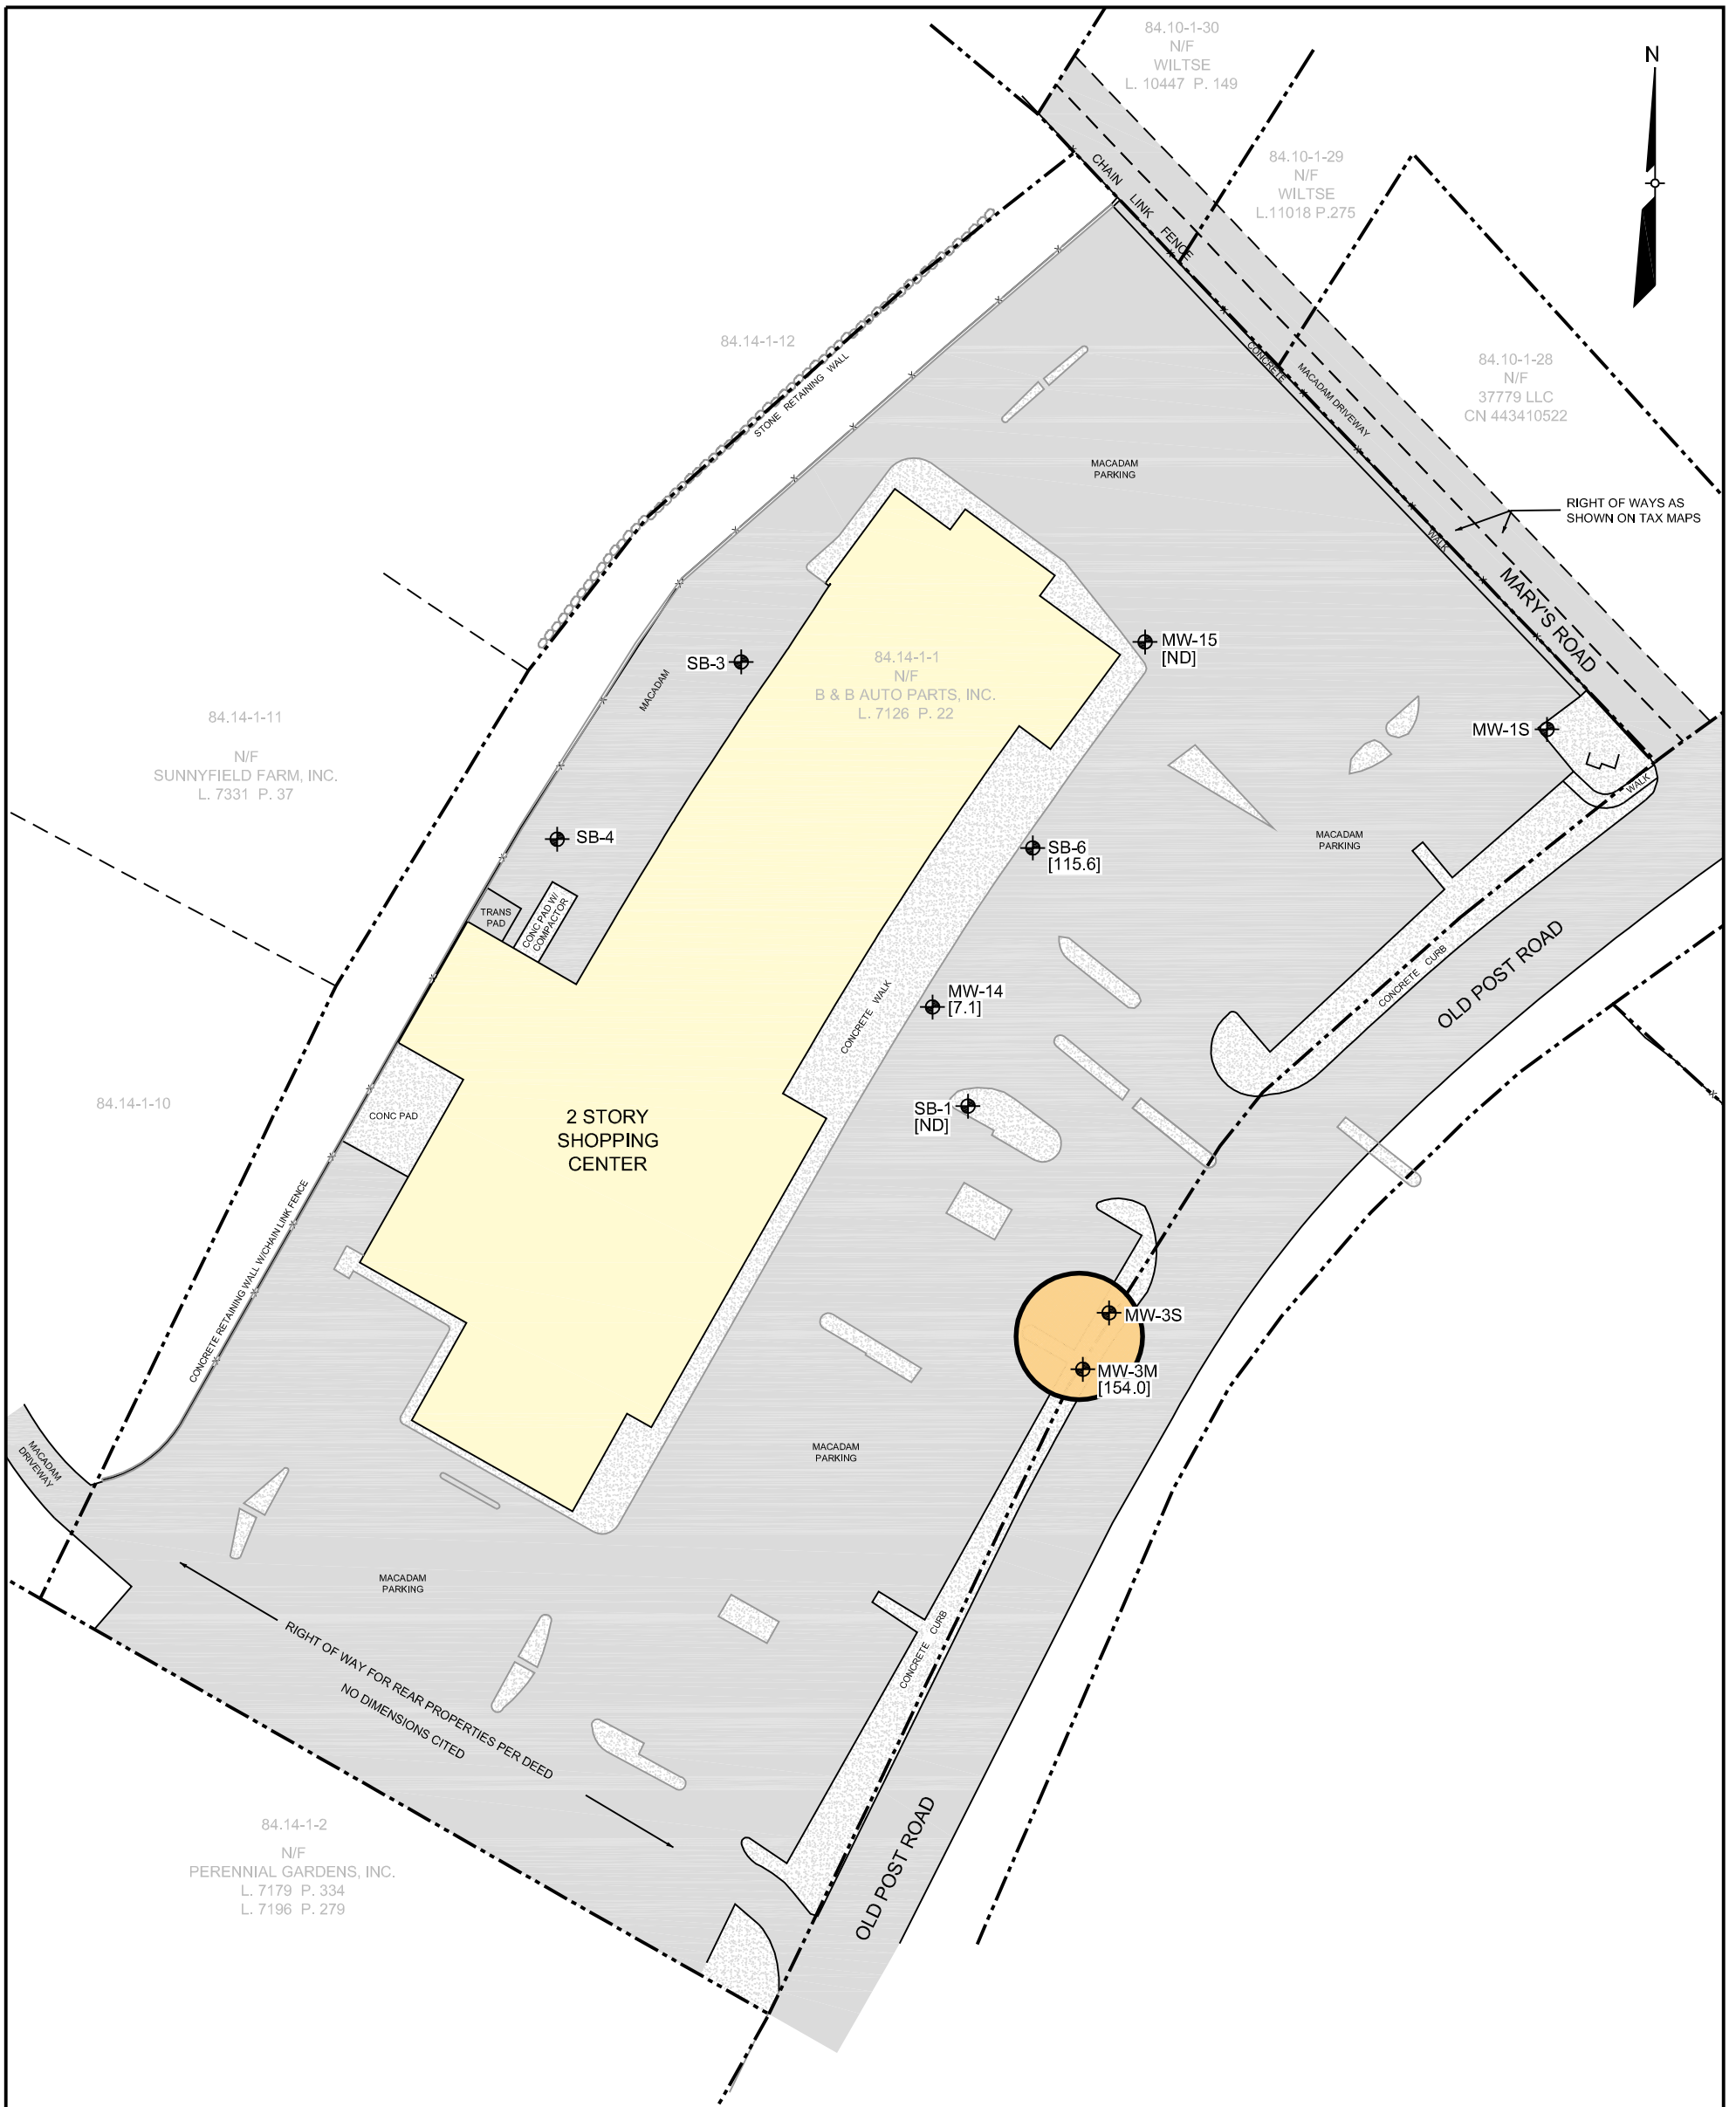 84.10-1-30
N/F
WILTSE
L. 10447 P. 149
N
84.10-1-29
N/F
WILTSE
L.11018 P.275
CHAIN LINK FENCE
84.14-1-12
STONE RETAINING WALL
CONCRETE
WALK
MACADAM DRIVEWAY
84.10-1-28
N/F
37779 LLC
CN 443410522
MACADAM
PARKING
RIGHT OF WAYS AS
SHOWN ON TAX MAPS
MARY'S ROAD
MW-15
[ND]
SB-3
84.14-1-1
N/F
B & B AUTO PARTS, INC.
L. 7126 P. 22
MACADAM
84.14-1-11
N/F
SUNNYFIELD FARM, INC.
L. 7331 P. 37
MW-1S
WALK
SB-4
SB-6
[115.6]
MACADAM
PARKING
TRANS
PAD
CONC PAD W/
COMPACTOR
CONCRETE CURB
OLD POST ROAD
MW-14
[7.1]
CONCRETE WALK
84.14-1-10
CONC PAD
SB-1
[ND]
2 STORY
SHOPPING
CENTER
CONCRETE RETAINING WALL W/CHAIN LINK FENCE
MW-3S
MW-3M
[154.0]
MACADAM
DRIVEWAY
MACADAM
PARKING
MACADAM
PARKING
RIGHT OF WAY FOR REAR PROPERTIES PER DEED
NO DIMENSIONS CITED
CONCRETE CURB
84.14-1-2
N/F
PERENNIAL GARDENS, INC.
L. 7179 P. 334
L. 7196 P. 279
OLD POST ROAD